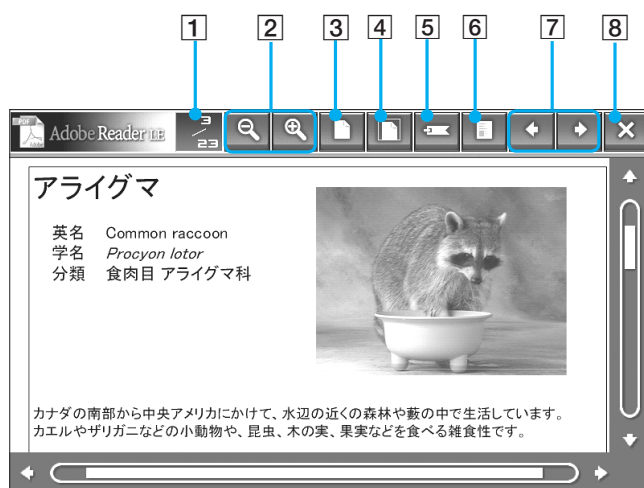 1 2 3 4 5 6 7 8
PDF
Adobe
Adobe Reader LE
3/23
アライグマ
英名 Common raccoon
学名 Procyon lotor
分類 食肉目 アライグマ科
カナダの南部から中央アメリカにかけて、水辺の近くの森林や藪の中で生活しています。
カエルやザリガニなどの小動物や、昆虫、木の実、果実などを食べる雑食性です。